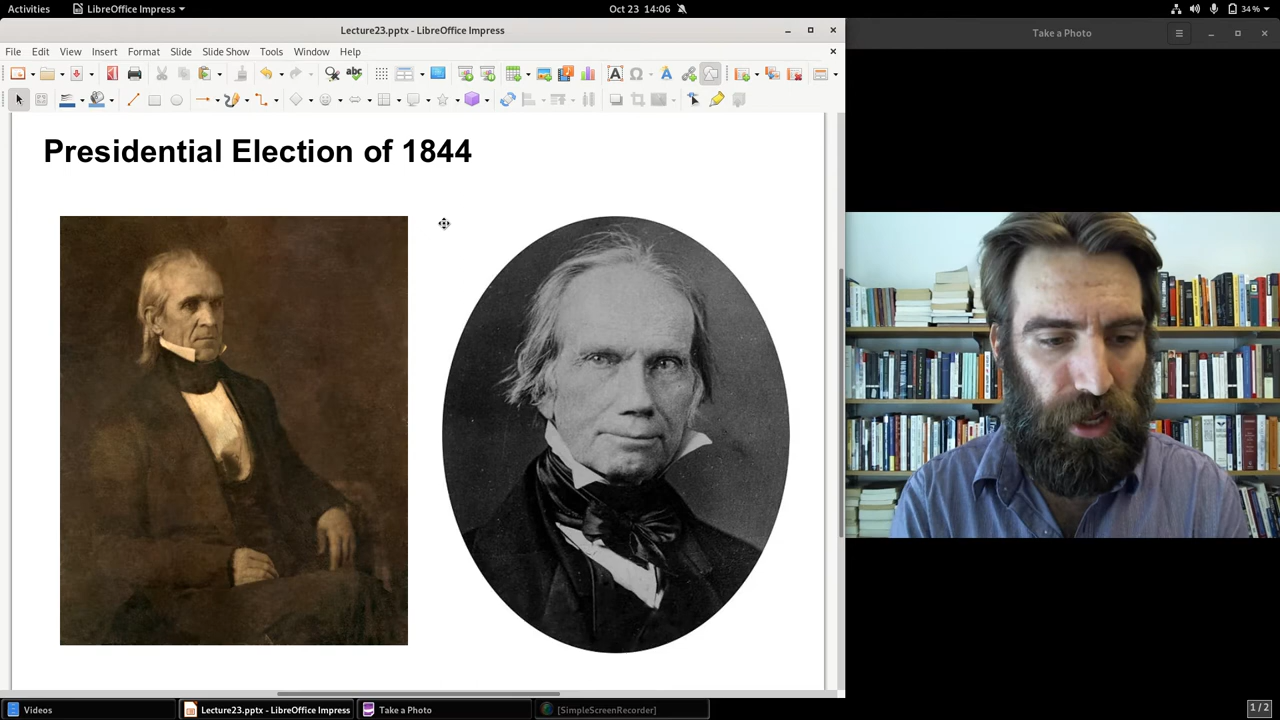 Activities LibreOffice Impress Oct 23 14:06 34%
Lecture23.pptx - LibreOffice Impress
Take a Photo
File Edit View Insert Format Slide Slide Show Tools Window Help
Presidential Election of 1844
Videos
Lecture23.pptx - LibreOffice Impress
Take a Photo
[SimpleScreenRecorder]
1 / 2